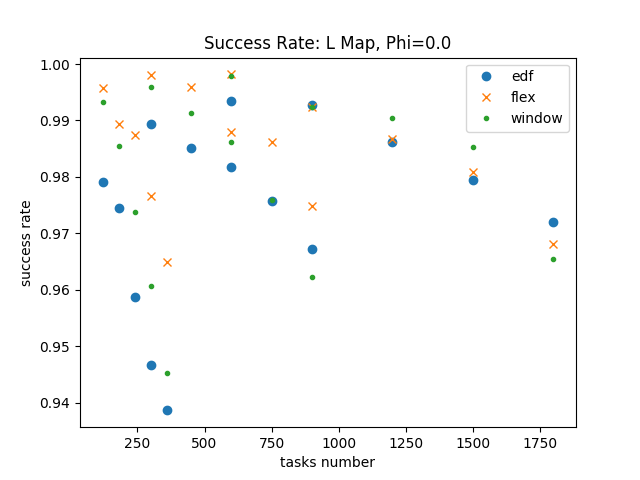 Success Rate: L Map, Phi=0.0
success rate
1.00
0.99
0.98
0.97
0.96
0.95
0.94
edf
flex
window
250 500 750 1000 1250 1500 1750
tasks number